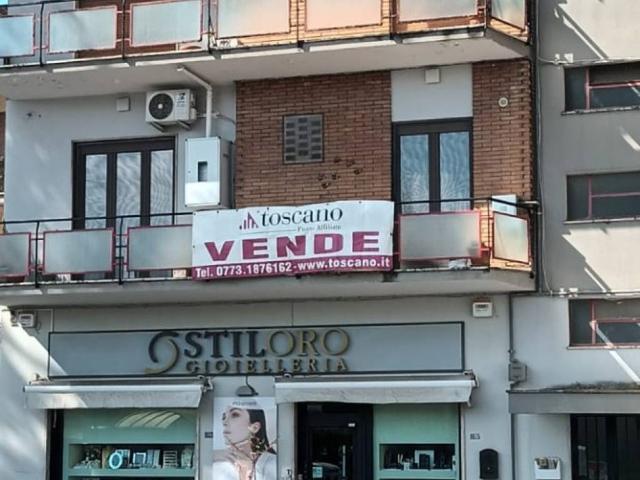 toscano
Punto Affiliato
VENDE
Tel. 0773.1876162-www.toscano.it
STILORO
GIOIELLERIA